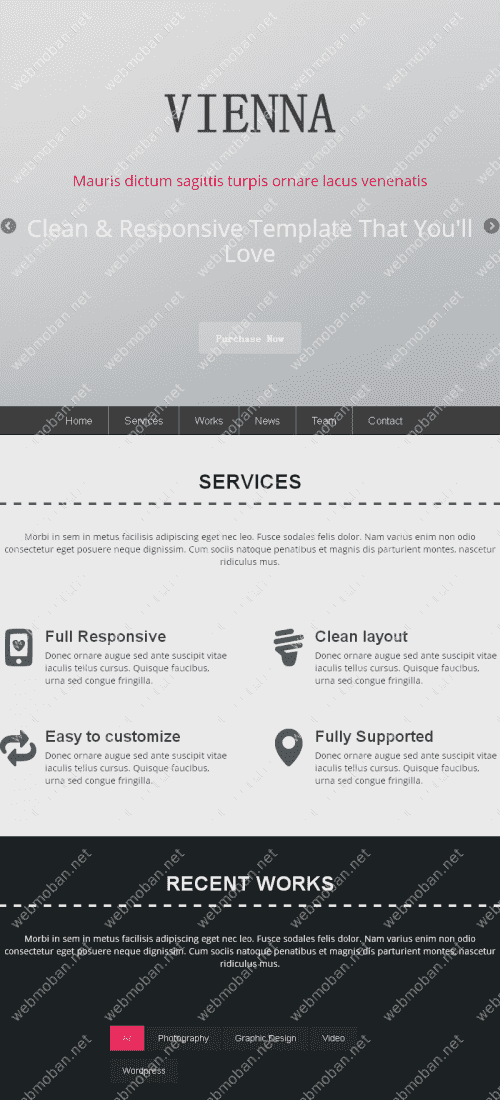 VIENNA
Mauris dictum sagittis turpis ornare lacus venenatis
Clean & Responsive Template That You'll
Love
Purchase Now
Home Services Works News Team Contact
SERVICES
Morbi in sem in metus facilisis adipiscing eget nec leo. Fusce sodales felis dolor. Nam varius enim non odio
consectetur eget posuere neque dignissim. Cum sociis natoque penatibus et magnis dis parturient montes, nascetur
ridiculus mus.
Full Responsive
Donec ornare augue sed ante suscipit vitae
iaculis tellus cursus. Quisque faucibus,
urna sed congue fringilla.
Clean layout
Donec ornare augue sed ante suscipit vitae
iaculis tellus cursus. Quisque faucibus,
urna sed congue fringilla.
Easy to customize
Donec ornare augue sed ante suscipit vitae
iaculis tellus cursus. Quisque faucibus,
urna sed congue fringilla.
Fully Supported
Donec ornare augue sed ante suscipit vitae
iaculis tellus cursus. Quisque faucibus,
urna sed congue fringilla.
RECENT WORKS
Morbi in sem in metus facilisis adipiscing eget nec leo. Fusce sodales felis dolor. Nam varius enim non odio
consectetur eget posuere neque dignissim. Cum sociis natoque penatibus et magnis dis parturient montes, nascetur
ridiculus mus.
Photography Graphic Design Video
Wordpress
webmoban.net